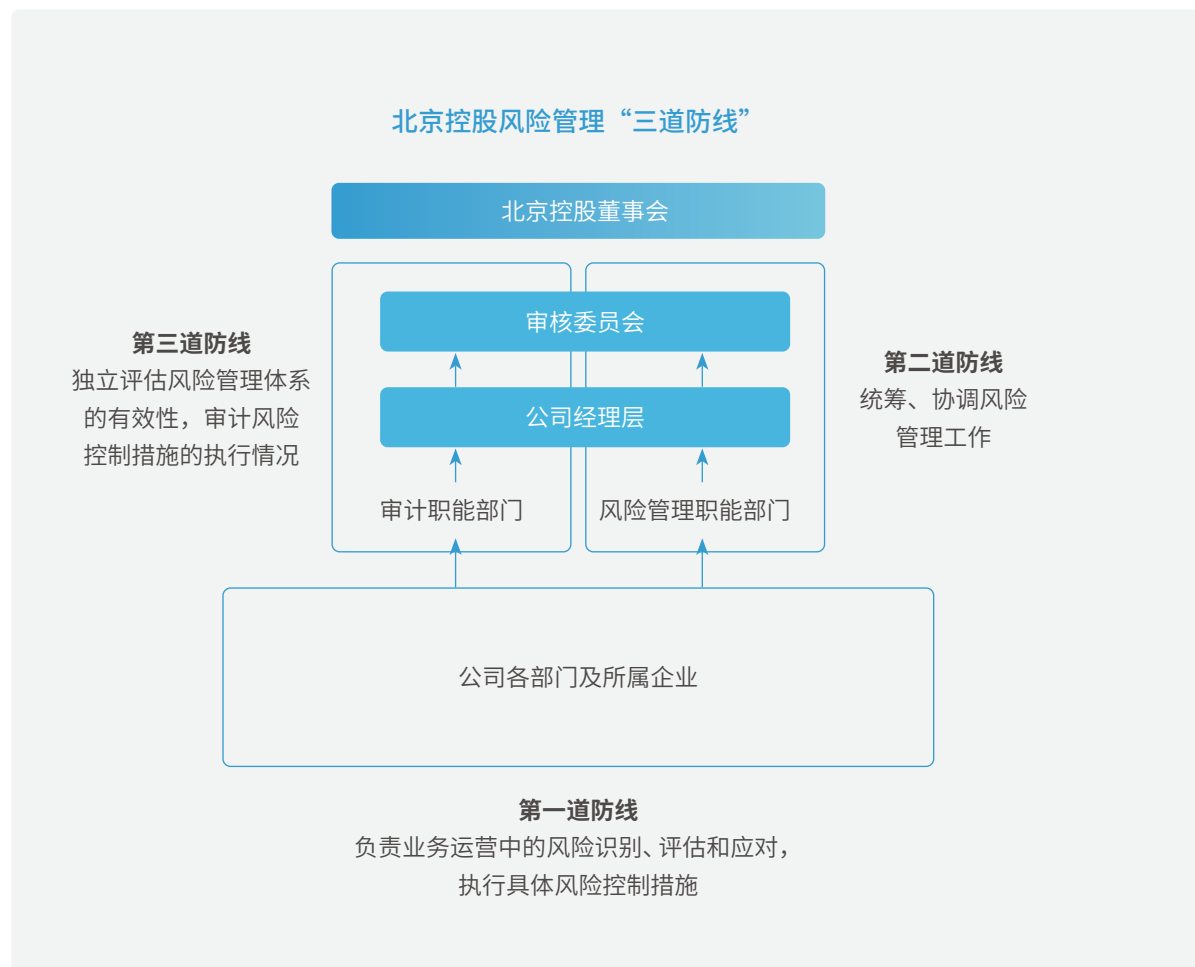 北京控股风险管理“三道防线”
北京控股董事会
审核委员会
公司经理层
审计职能部门
风险管理职能部门
第三道防线
独立评估风险管理体系
的有效性，审计风险
控制措施的执行情况
第二道防线
统筹、协调风险
管理工作
公司各部门及所属企业
第一道防线
负责业务运营中的风险识别、评估和应对，
执行具体风险控制措施